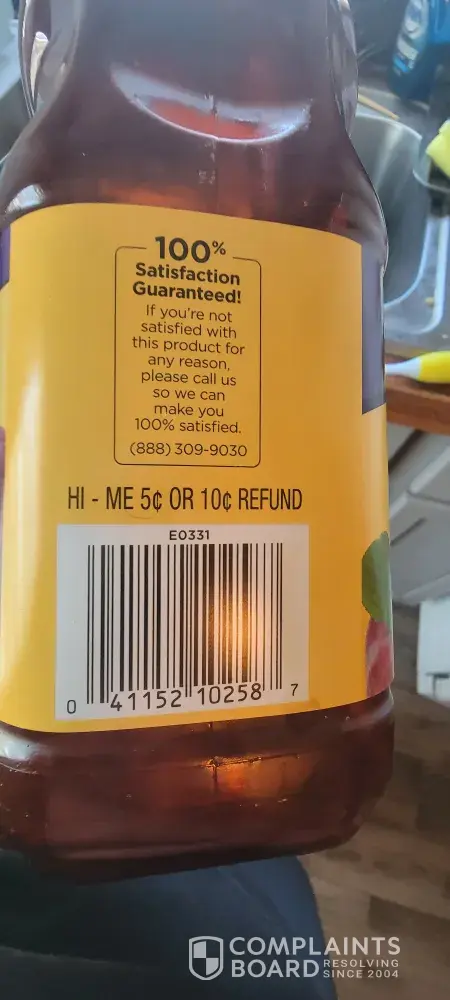 100%
Satisfaction
Guaranteed!
If you're not
satisfied with
this product for
any reason,
please call us
so we can
make you
100% satisfied.
(888) 309-9030
HI - ME 5¢ OR 10¢ REFUND
E0331
0 41152 10258 7
COMPLAINTS
BOARD RESOLVING
SINCE 2004